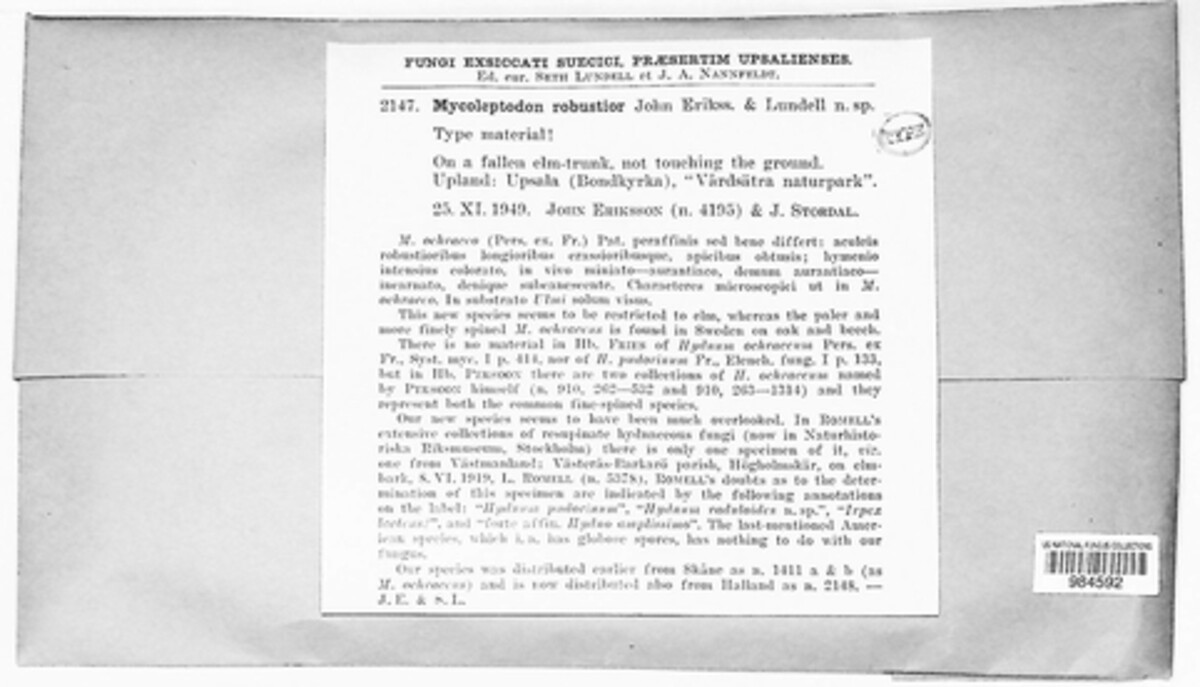 FUNGI EXSICCATI SUECICI, PRÆSERTIM UPSALIENSES.
Ed. cur. SETH LUNDELL et J. A. NANNFELDT.
2147. Mycoleptodon robustior John Erikss. & Lundell n. sp.
Type material!
On a fallen elm-trunk, not touching the ground.
Upland: Upsala (Bondkyrka), "Vårdsätra naturpark".
25. XI. 1949. JOHN ERIKSSON (n. 4195) & J. STORDAL.
M. ochraceo (Pers. ex. Fr.) Pat. peraffinis sed bene differt: aculeis
robustioribus longioribus crassioribusque, apicibus obtusis; hymenio
intensius colorato, in vivo miniato—aurantiaco, demum aurantiaco—
incarnato, denique subcanescente. Characteres microscopici ut in M.
ochraceo. In substrato Ulmi solum visus.
This new species seems to be restricted to elm, whereas the paler and
more finely spined M. ochraceus is found in Sweden on oak and beech.
There is no material in Hb. FRIES of Hydnum ochraceum Pers. ex
Fr., Syst. myc. I p. 414, nor of H. pudorinum Fr., Elench. fung. I p. 133,
but in Hb. PERSOON there are two collections of H. ochraceum named
by PERSOON himself (n. 910, 262—532 and 910, 263—1314) and they
represent both the common fine-spined species.
Our new species seems to have been much overlooked. In ROMELL's
extensive collections of resupinate hydnaceous fungi (now in Naturhisto-
riska Riksmuseum, Stockholm) there is only one specimen of it, viz.
one from Västmanland: Västerås-Barkarö parish, Högholmskär, on elm-
bark, 8. VI. 1919, L. ROMELL (n. 5378). ROMELL's doubts as to the deter-
mination of this specimen are indicated by the following annotations
on the label: "Hydnum pudorinum", "Hydnum raduloides n. sp.", "Irpex
lacteus?", and "forte affin. Hydno amplissimo". The last-mentioned Amer-
ican species, which i. a. has globose spores, has nothing to do with our
fungus.
Our species was distributed earlier from Skåne as n. 1411 a & b (as
M. ochraceus) and is now distributed also from Halland as n. 2148. —
J. E. & S. L.
US NATIONAL FUNGUS COLLECTIONS
984592